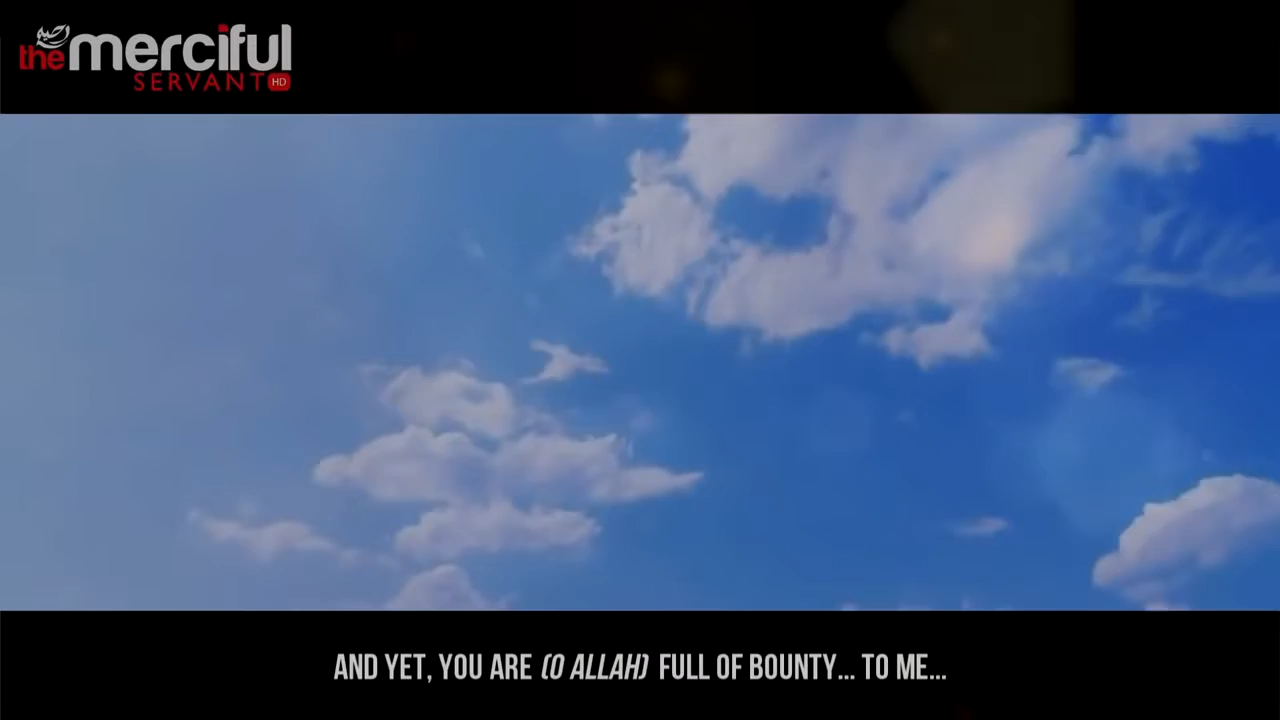 the merciful
SERVANT HD
AND YET, YOU ARE (O ALLAH) FULL OF BOUNTY... TO ME...